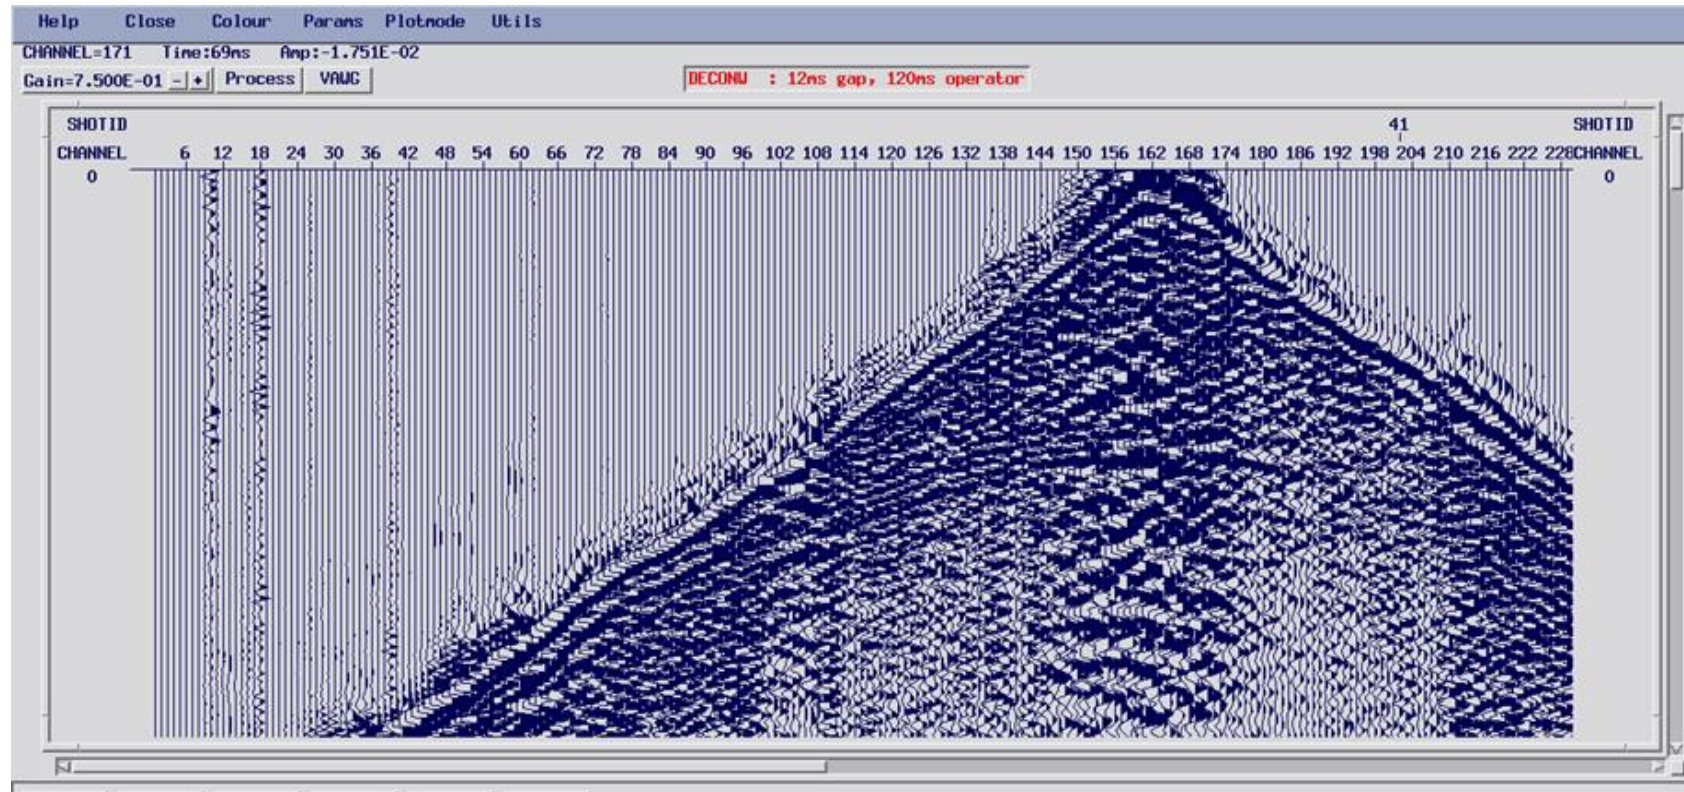 Help Close Colour Params Plotmode Utils
CHANNEL=171 Time:69ms Amp:-1.751E-02
Gain=7.500E-01 - + Process VAWG DECONW : 12ms gap, 120ms operator
SHOTID 41 SHOTID
CHANNEL 6 12 18 24 30 36 42 48 54 60 66 72 78 84 90 96 102 108 114 120 126 132 138 144 150 156 162 168 174 180 186 192 198 204 210 216 222 228 CHANNEL
0 0